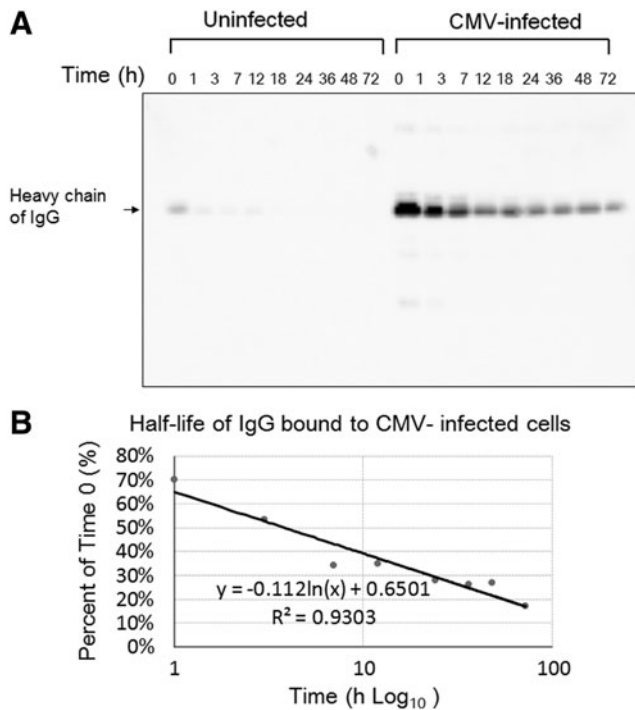 A
Uninfected CMV-infected
Time (h) 0 1 3 7 12 18 24 36 48 72 0 1 3 7 12 18 24 36 48 72
Heavy chain
of IgG
B
Half-life of IgG bound to CMV- infected cells
Percent of Time 0 (%)
80%
70%
60%
50%
40%
30%
20%
10%
0%
y = -0.112ln(x) + 0.6501
R² = 0.9303
1 10 100
Time (h Log₁₀ )